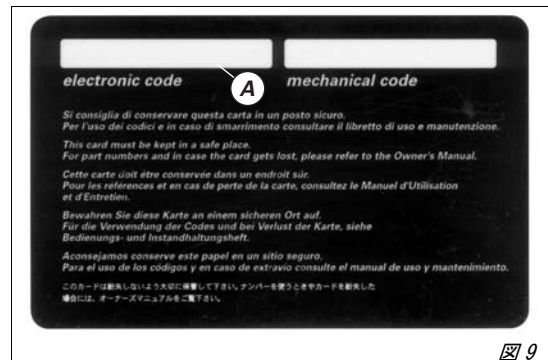 electronic code
A
mechanical code
Si consiglia di conservare questa carta in un posto sicuro.
Per l'uso dei codici e in caso di smarrimento consultare il libretto di uso e manutenzione.
This card must be kept in a safe place.
For part numbers and in case the card gets lost, please refer to the Owner's Manual.
Cette carte doit être conservée dans un endroit sûr.
Pour les références et en cas de perte de la carte, consultez le Manuel d'Utilisation
et d'Entretien.
Bewahren Sie diese Karte an einem sicheren Ort auf.
Für die Verwendung der Codes und bei Verlust der Karte, siehe
Bedienungs- und Instandhaltungsheft.
Aconsejamos conserve este papel en un sitio seguro.
Para el uso de los códigos y en caso de extravio consulte el manual de uso y mantenimiento.
このカードは紛失しないよう大切に保管して下さい。ナンバーを使うときやカードを紛失した
場合には、オーナーズマニュアルをご覧下さい。
図 9